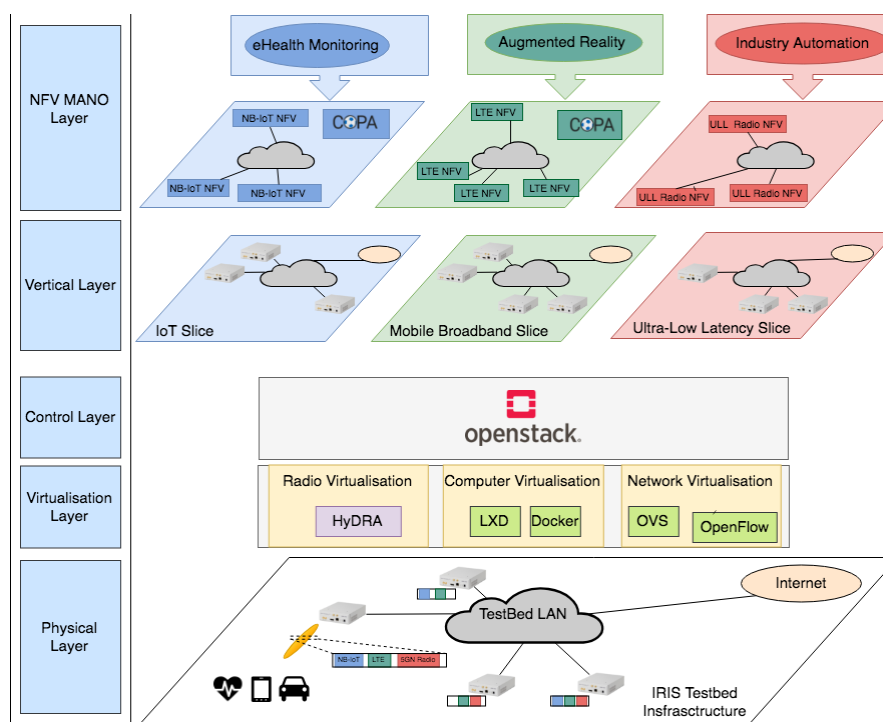 eHealth Monitoring
Augmented Reality
Industry Automation
NFV MANO
Layer
NB-IoT NFV
COPA
NB-IoT NFV
NB-IoT NFV
LTE NFV
COPA
LTE NFV
LTE NFV
LTE NFV
ULL Radio NFV
ULL Radio NFV
ULL Radio NFV
Vertical Layer
IoT Slice
Mobile Broadband Slice
Ultra-Low Latency Slice
Control Layer
openstack.
Virtualisation
Layer
Radio Virtualisation
HyDRA
Computer Virtualisation
LXD
Docker
Network Virtualisation
OVS
OpenFlow
Physical
Layer
TestBed LAN
Internet
NB-IoT
LTE
5GN Radio
IRIS Testbed
Insfrasctructure